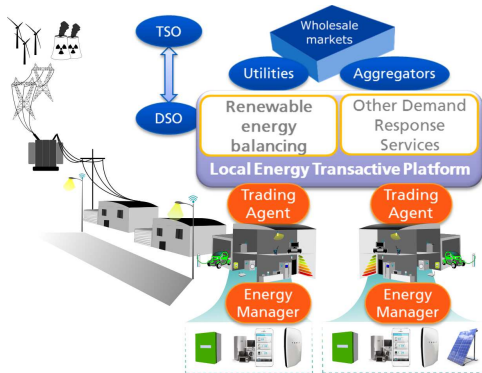 TSO
Wholesale
markets
Utilities
Aggregators
DSO
Renewable
energy
balancing
Other Demand
Response
Services
Local Energy Transactive Platform
Trading
Agent
Trading
Agent
Energy
Manager
Energy
Manager